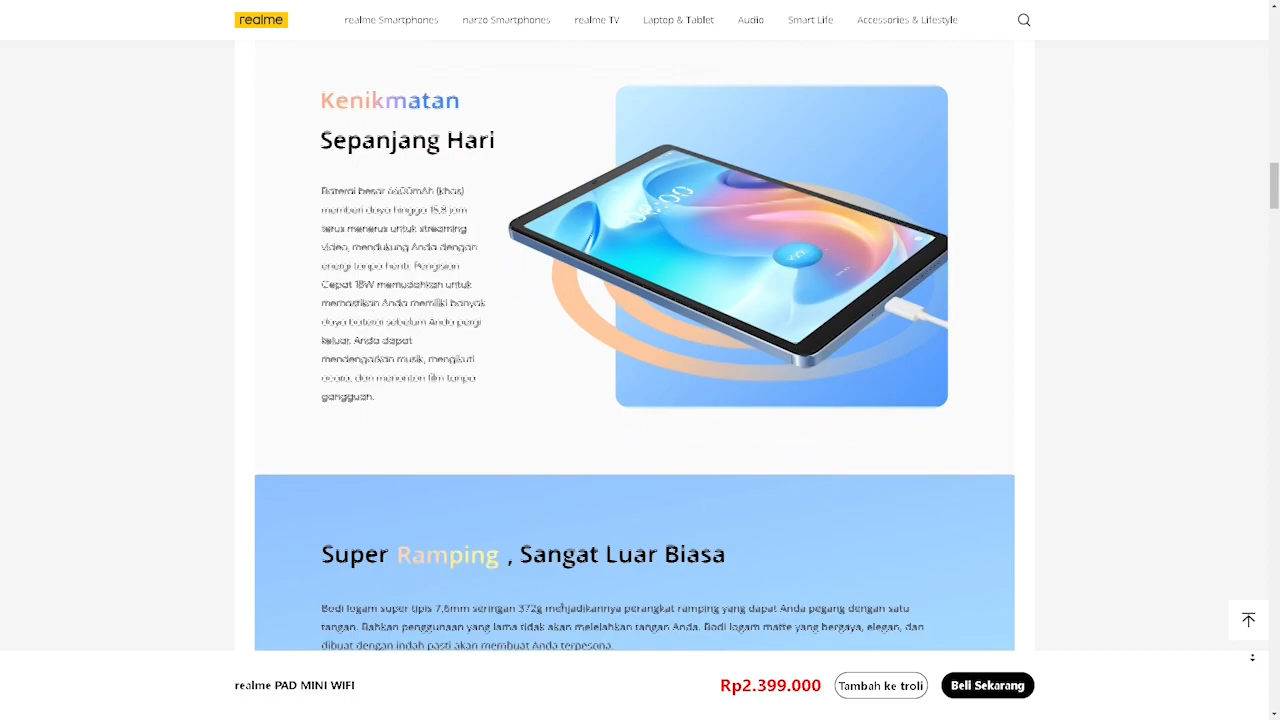 realme
realme Smartphones
narzo Smartphones
realme TV
Laptop & Tablet
Audio
Smart Life
Accessories & Lifestyle
Kenikmatan
Sepanjang Hari
Baterai besar 6400mAh (khas)
memberi daya hingga 15,8 jam
terus menerus untuk streaming
video, mendukung Anda dengan
energi tanpa henti. Pengisian
Cepat 18W memudahkan untuk
memastikan Anda memiliki banyak
daya baterai sebelum Anda pergi
keluar. Anda dapat
mendengarkan musik, mengikuti
acara, dan menonton film tanpa
gangguan.
Super Ramping , Sangat Luar Biasa
Bodi logam super tipis 7,6mm seringan 372g menjadikannya perangkat ramping yang dapat Anda pegang dengan satu
tangan. Bahkan penggunaan yang lama tidak akan melelahkan tangan Anda. Bodi logam matte yang bergaya, elegan, dan
dibuat dengan indah pasti akan membuat Anda terpesona.
realme PAD MINI WIFI
Rp2.399.000
Tambah ke troli
Beli Sekarang